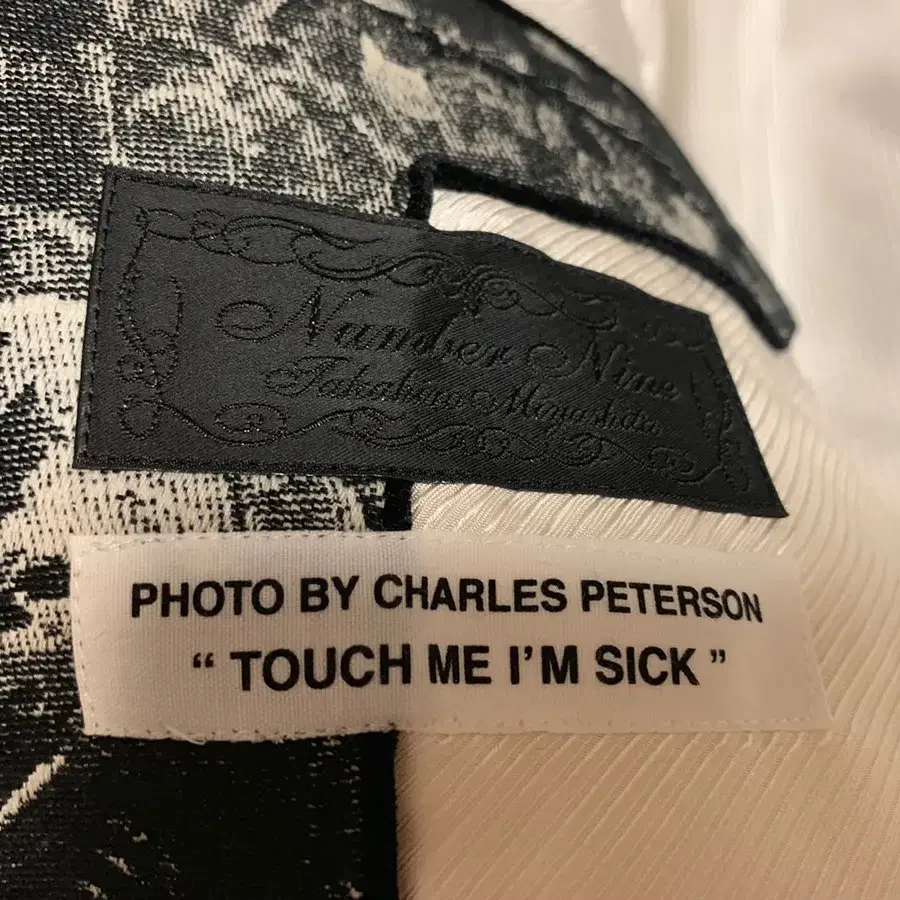 Number Nine
Takahiro Miyashita
PHOTO BY CHARLES PETERSON
“ TOUCH ME I’M SICK ”